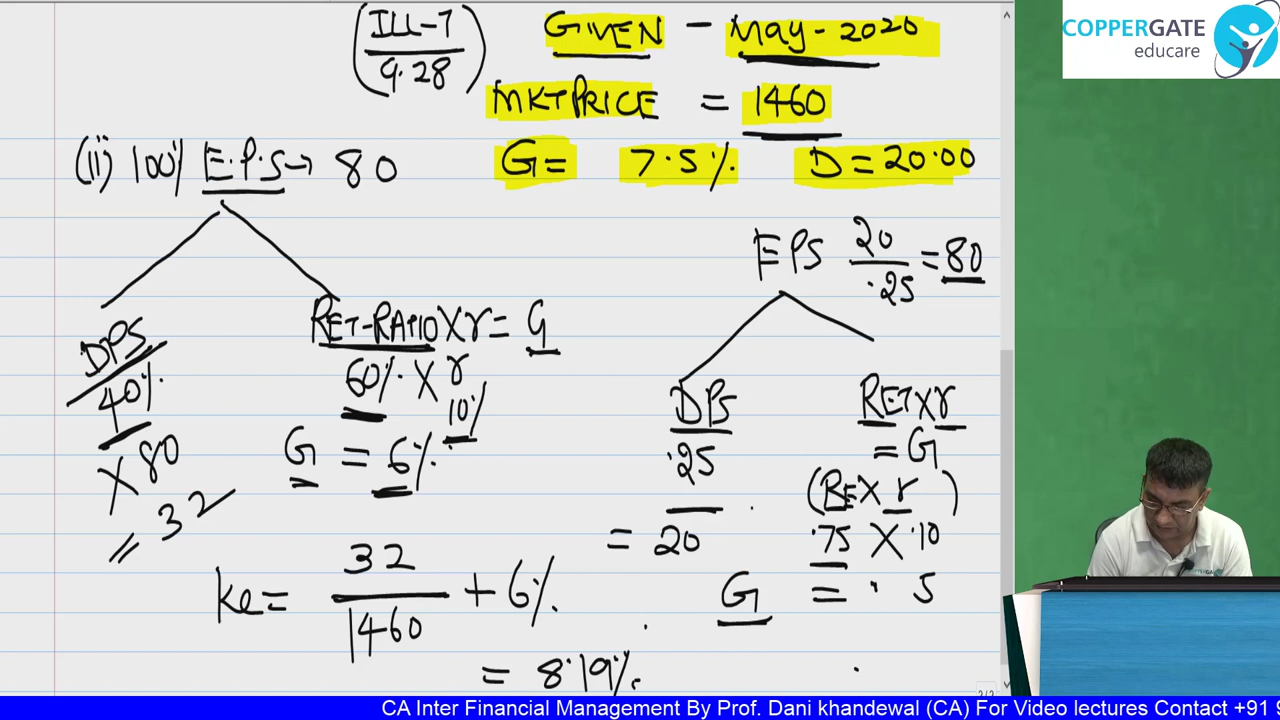 COPPERGATE
educare
(ILL-7
9.28)
GIVEN - May-2020
MKT PRICE = 1460
G= 7.5% D=20.00
(ii) 100% E.P.S → 80
EPS 20
.25 = 80
DPS
40%
X 80
= 32
RET-RATIO X r = G
60% X r
10%
G = 6%
DPS
.25
= 20
RET X r
= G
(RE X r)
.75 X .10
G = . 5
Ke= 32
1460 + 6%
= 8.19%
2/2
CA Inter Financial Management By Prof. Dani khandewal (CA) For Video lectures Contact +91